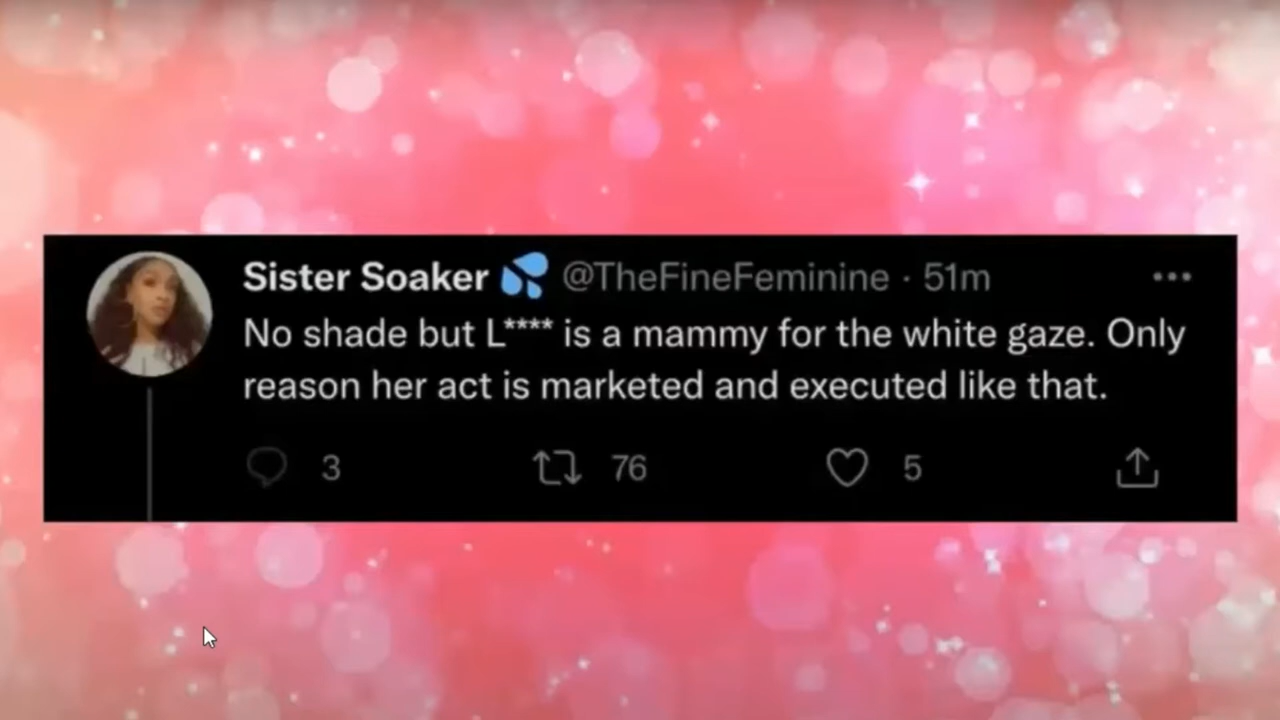 Sister Soaker 💦 @TheFineFeminine · 51m
No shade but L**** is a mammy for the white gaze. Only
reason her act is marketed and executed like that.
3 76 5